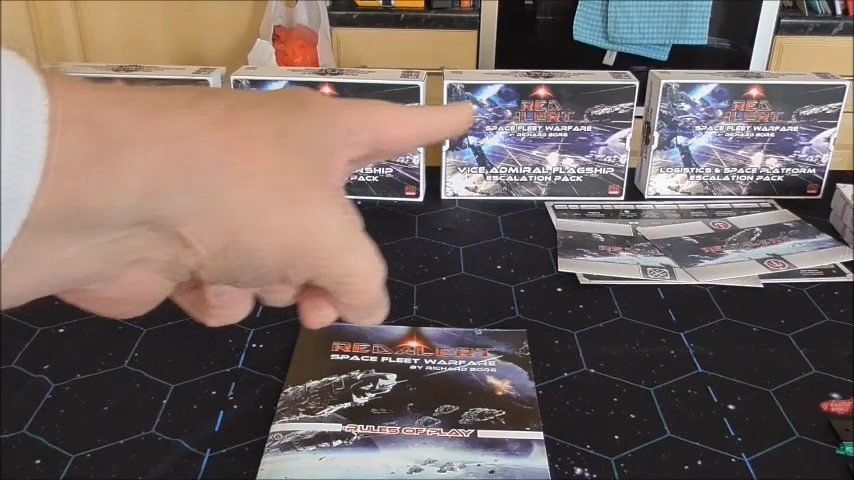 RED ALERT
SPACE FLEET WARFARE
BY RICHARD BORG
VICE ADMIRAL FLAGSHIP
ESCALATION PACK
RED ALERT
SPACE FLEET WARFARE
BY RICHARD BORG
LOGISTICS & SPACE PLATFORM
ESCALATION PACK
PACK
RED ALERT
SPACE FLEET WARFARE
BY RICHARD BORG
RULES OF PLAY